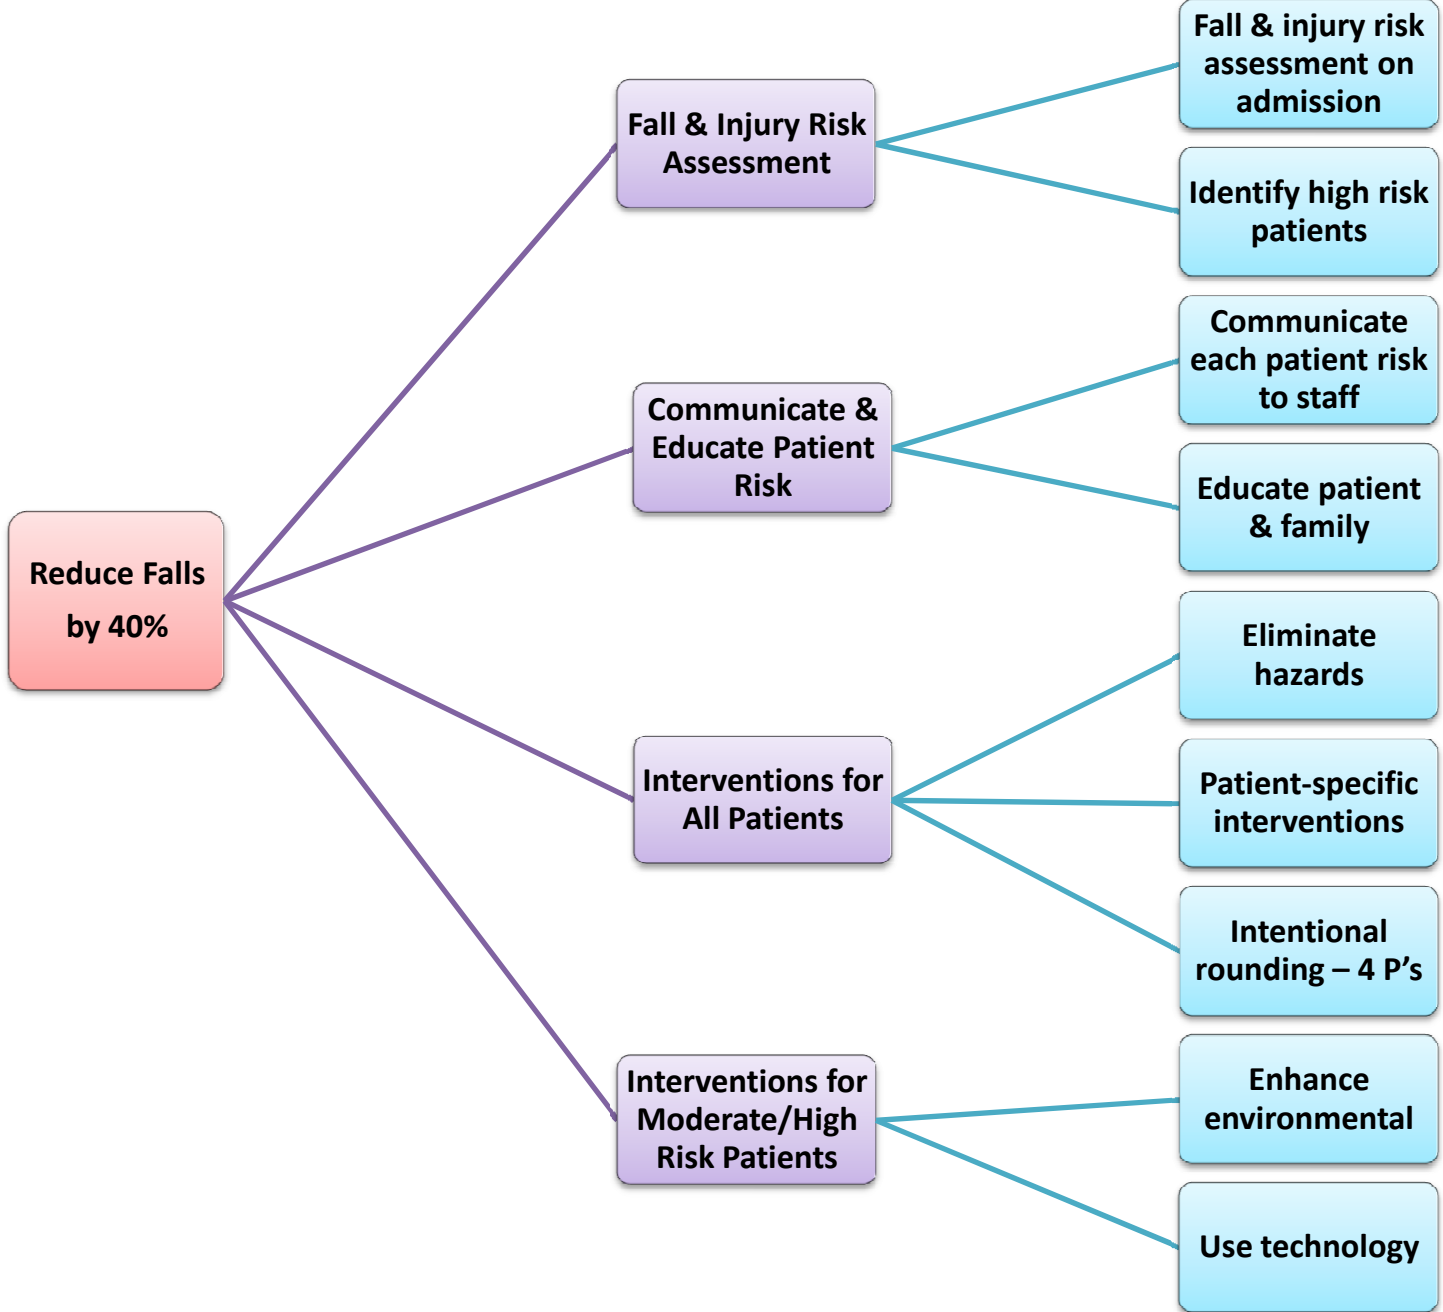 Reduce Falls
by 40%
Fall & Injury Risk
Assessment
Fall & injury risk
assessment on
admission
Identify high risk
patients
Communicate &
Educate Patient
Risk
Communicate
each patient risk
to staff
Educate patient
& family
Interventions for
All Patients
Eliminate
hazards
Patient-specific
interventions
Intentional
rounding – 4 P’s
Interventions for
Moderate/High
Risk Patients
Enhance
environmental
Use technology